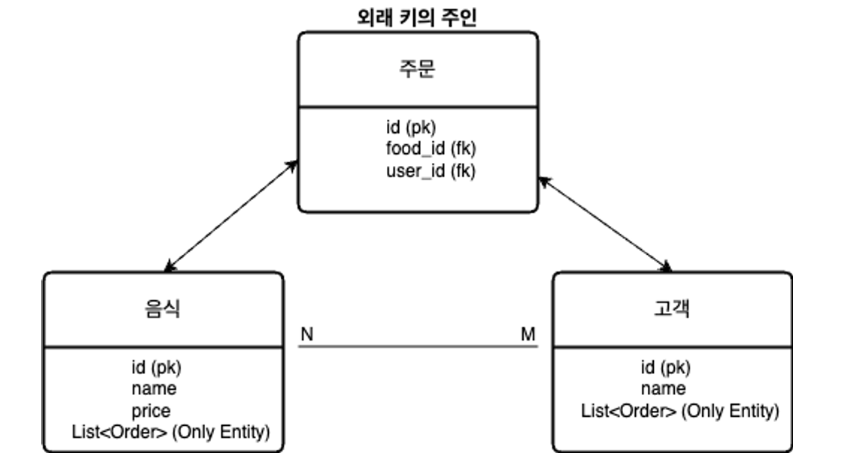 외래 키의 주인
주문
id (pk)
food_id (fk)
user_id (fk)
음식
id (pk)
name
price
List<Order> (Only Entity)
N
M
고객
id (pk)
name
List<Order> (Only Entity)